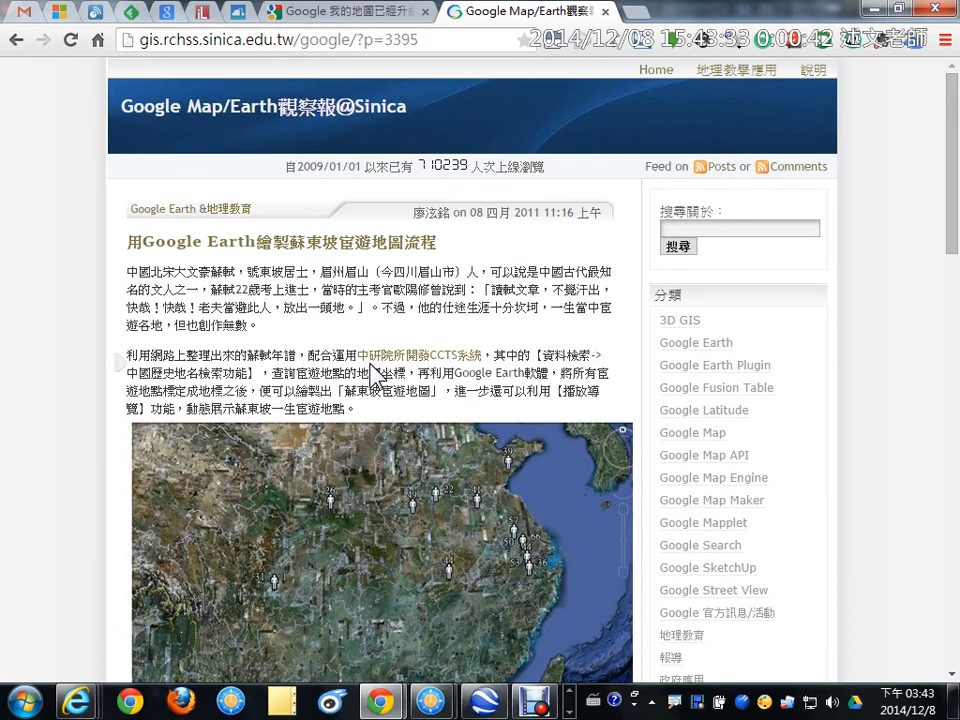 Google 我的地圖已經升
Google Map/Earth觀察
gis.rchss.sinica.edu.tw/google/?p=3395
2014/12/08 15:43:33 0:00:42 述文老師
Home 地理教學應用 說明
Google Map/Earth觀察報@Sinica
自2009/01/01 以來已有 710239 人次上線瀏覽
Feed on Posts or Comments
Google Earth &地理教育
廖泫銘 on 08 四月 2011 11:16 上午
用Google Earth繪製蘇東坡宦遊地圖流程
中國北宋大文豪蘇軾，號東坡居士，眉州眉山〔今四川眉山市〕人，可以說是中國古代最知
名的文人之一，蘇軾22歲考上進士，當時的主考官歐陽修曾說到：「讀軾文章，不覺汗出，
快哉！快哉！老夫當避此人，放出一頭地。」。不過，他的仕途生涯十分坎坷，一生當中宦
遊各地，但也創作無數。
利用網路上整理出來的蘇軾年譜，配合運用中研院所開發CCTS系統，其中的【資料檢索->
中國歷史地名檢索功能】，查詢宦遊地點的地 坐標，再利用Google Earth軟體，將所有宦
遊地點標定成地標之後，便可以繪製出「蘇東坡宦遊地圖」，進一步還可以利用【播放導
覽】功能，動態展示蘇東坡一生宦遊地點。
39
26
22
41
49
57
66
50
44
44
53
36
31
1
搜尋關於：
搜尋
分類
3D GIS
Google Earth
Google Earth Plugin
Google Fusion Table
Google Latitude
Google Map
Google Map API
Google Map Engine
Google Map Maker
Google Mapplet
Google Search
Google SketchUp
Google Street View
Google 官方訊息/活動
地理教育
報導
政府應用
下午 03:43
2014/12/8